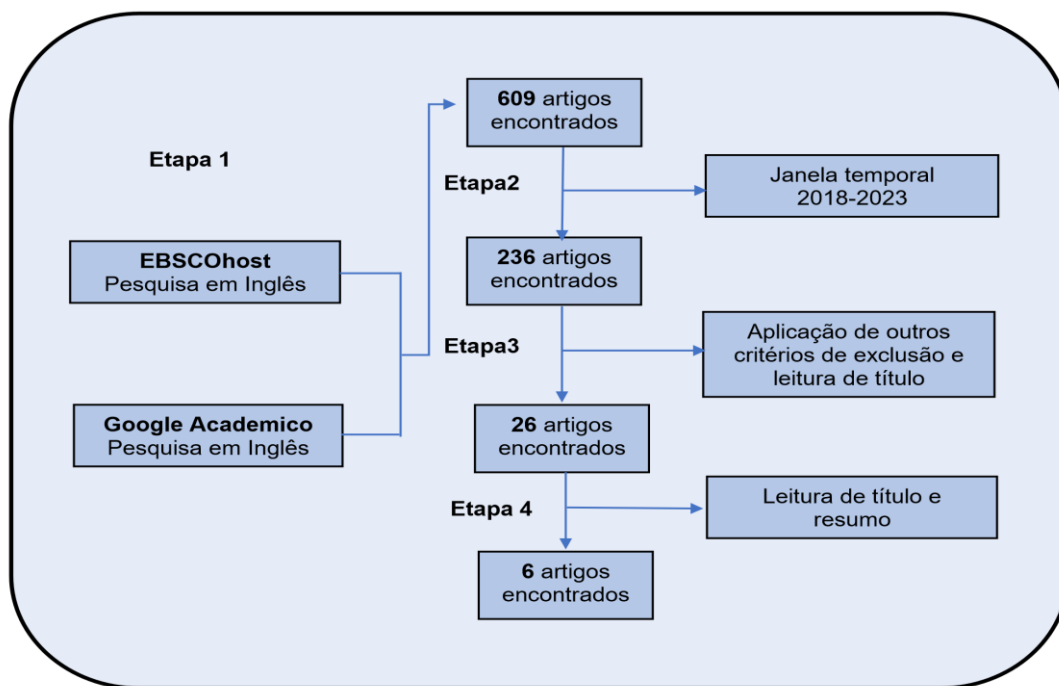 Etapa 1
EBSCOhost
Pesquisa em Inglês
Google Academico
Pesquisa em Inglês
609 artigos
encontrados
Etapa2
Janela temporal
2018-2023
236 artigos
encontrados
Etapa3
Aplicação de outros
critérios de exclusão e
leitura de título
26 artigos
encontrados
Etapa 4
Leitura de título e
resumo
6 artigos
encontrados